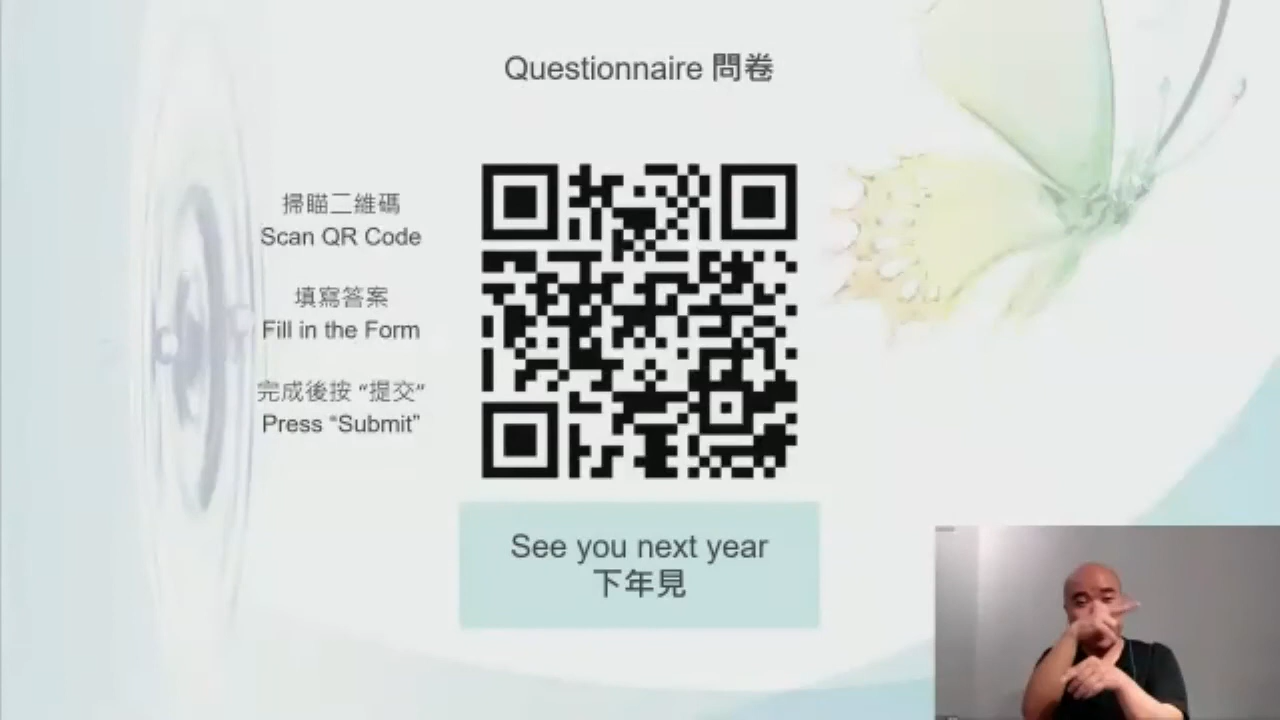 Questionnaire 問卷
掃瞄二維碼
Scan QR Code
填寫答案
Fill in the Form
完成後按 “提交”
Press “Submit”
See you next year
下年見